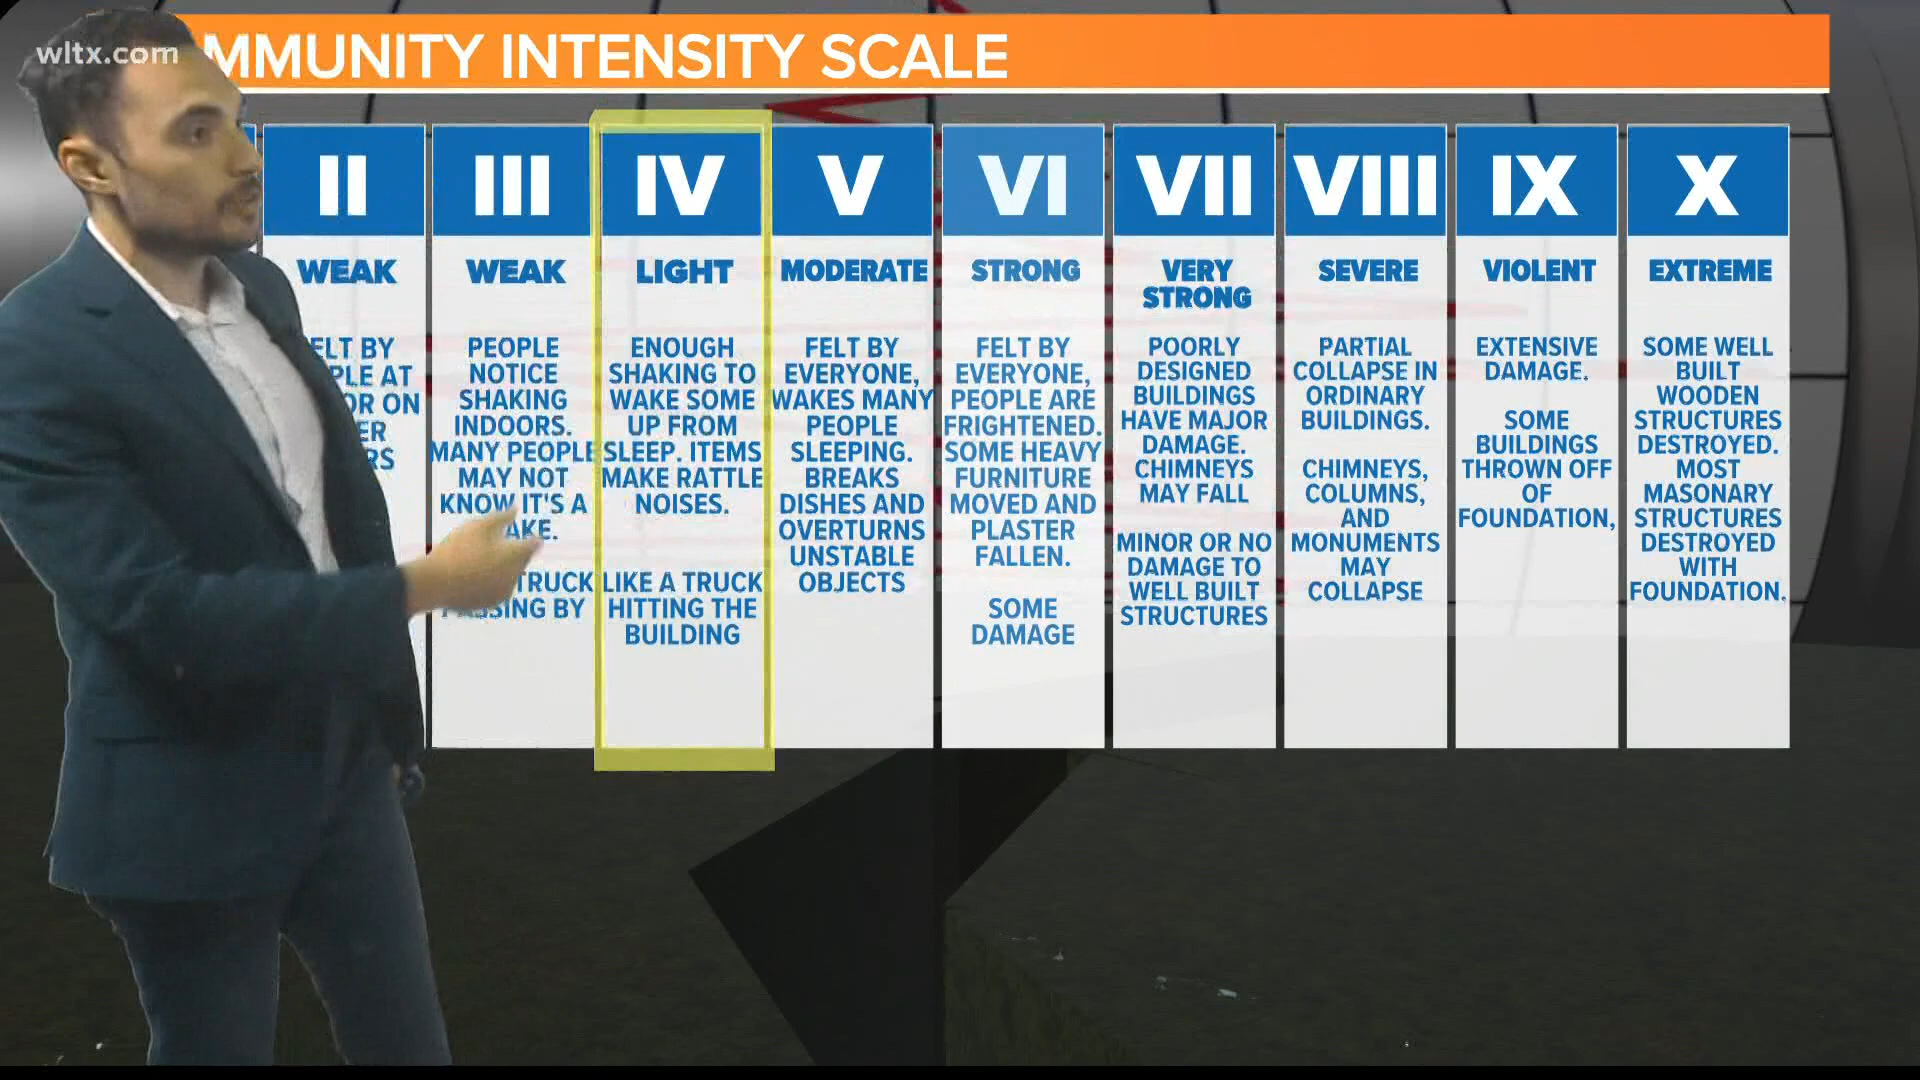 wltx.com
MMUNITY INTENSITY SCALE
II
WEAK
BY
AT
OR ON
III
WEAK
PEOPLE
NOTICE
SHAKING
INDOORS.
MANY PEOPLE
MAY NOT
KNOW IT'S A
TRUCK
BY
IV
LIGHT
ENOUGH
SHAKING TO
WAKE SOME
UP FROM
SLEEP. ITEMS
MAKE RATTLE
NOISES.
LIKE A TRUCK
HITTING THE
BUILDING
V
MODERATE
FELT BY
EVERYONE,
WAKES MANY
PEOPLE
SLEEPING.
BREAKS
DISHES AND
OVERTURNS
UNSTABLE
OBJECTS
VI
STRONG
FELT BY
EVERYONE,
PEOPLE ARE
FRIGHTENED.
SOME HEAVY
FURNITURE
MOVED AND
PLASTER
FALLEN.
SOME
DAMAGE
VII
VERY
STRONG
POORLY
DESIGNED
BUILDINGS
HAVE MAJOR
DAMAGE.
CHIMNEYS
MAY FALL
MINOR OR NO
DAMAGE TO
WELL BUILT
STRUCTURES
VIII
SEVERE
PARTIAL
COLLAPSE IN
ORDINARY
BUILDINGS.
CHIMNEYS,
COLUMNS,
AND
MONUMENTS
MAY
COLLAPSE
IX
VIOLENT
EXTENSIVE
DAMAGE.
SOME
BUILDINGS
THROWN OFF
OF
FOUNDATION,
X
EXTREME
SOME WELL
BUILT
WOODEN
STRUCTURES
DESTROYED.
MOST
MASONARY
STRUCTURES
DESTROYED
WITH
FOUNDATION.